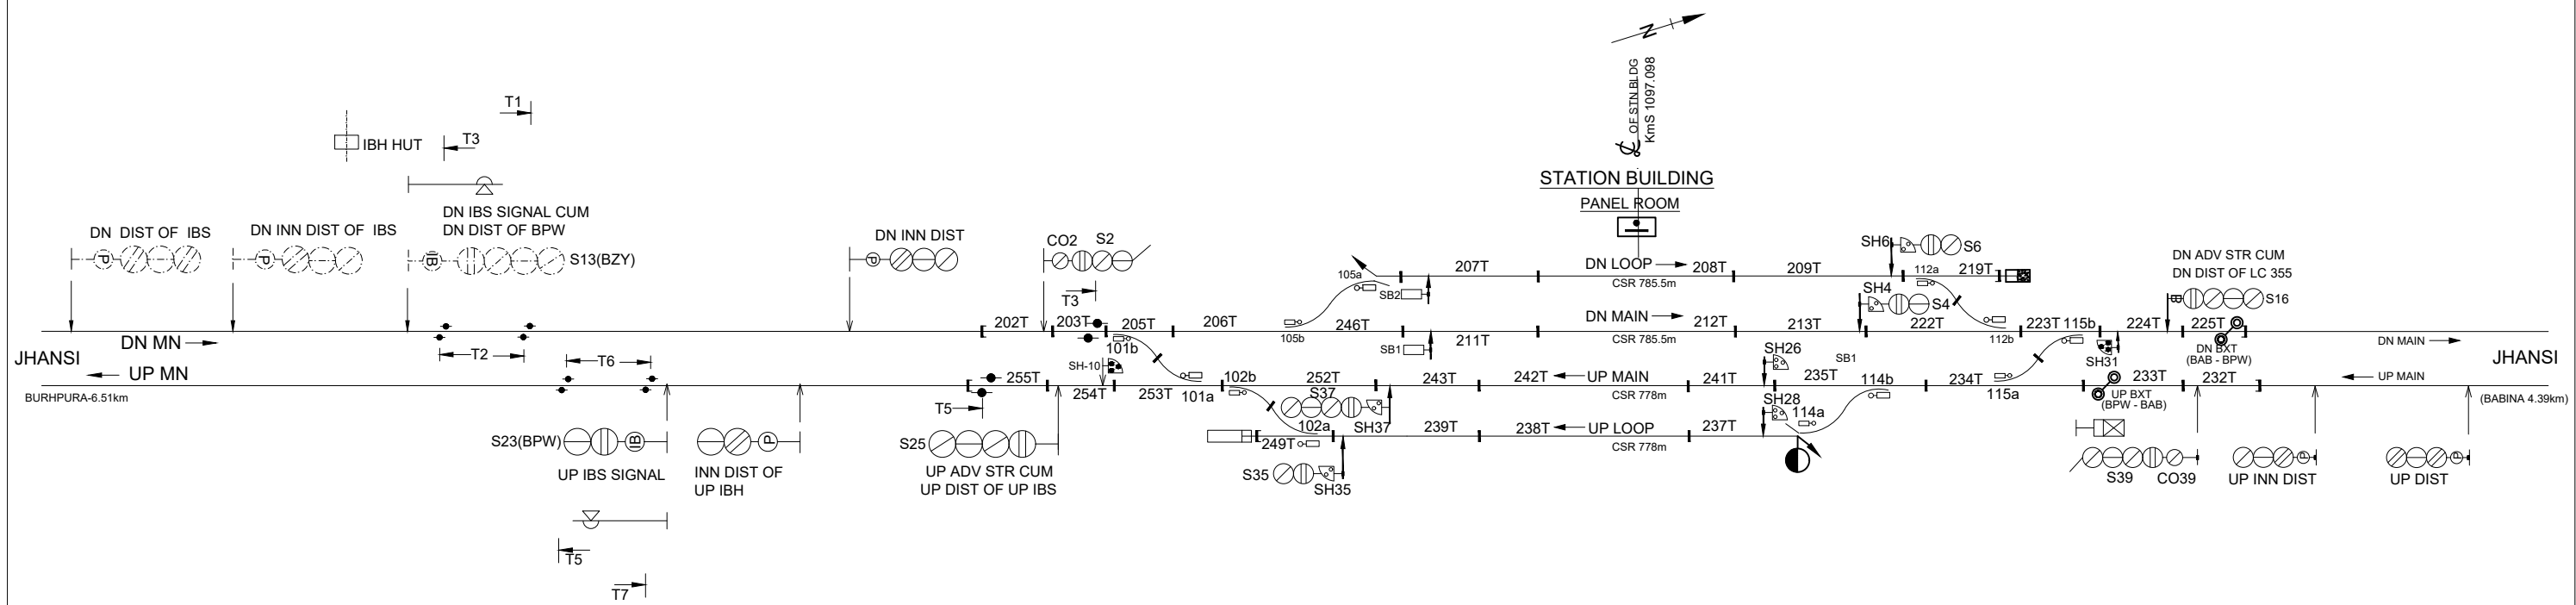 N
OF STN BLDG
KmS 1097.098
STATION BUILDING
PANEL ROOM
T1
IBH HUT
T3
DN DIST OF IBS
P
DN INN DIST OF IBS
P
DN IBS SIGNAL CUM
DN DIST OF BPW
IB
S13(BZY)
DN INN DIST
P
CO2
S2
T3
SH6
S6
DN ADV STR CUM
DN DIST OF LC 355
S16
105a
207T
DN LOOP
208T
209T
112a
219T
SB2
CSR 785.5m
SH4
S4
202T
203T
205T
206T
246T
DN MAIN
212T
213T
222T
223T
115b
224T
225T
JHANSI
DN MN
T2
T6
101b
105b
SB1
211T
CSR 785.5m
112b
SH31
DN BXT
(BAB - BPW)
DN MAIN
JHANSI
UP MN
SH-10
SH26
SB1
255T
254T
253T
101a
102b
252T
243T
242T
UP MAIN
241T
235T
114b
234T
115a
233T
232T
UP MAIN
BURHPURA-6.51km
T5
S37
CSR 778m
SH28
UP BXT
(BPW - BAB)
(BABINA 4.39km)
S23(BPW)
IB
P
S25
102a
SH37
239T
238T
UP LOOP
237T
114a
249T
CSR 778m
UP IBS SIGNAL
INN DIST OF
UP IBH
UP ADV STR CUM
UP DIST OF UP IBS
S35
SH35
S39
CO39
P
UP INN DIST
P
UP DIST
T5
T7